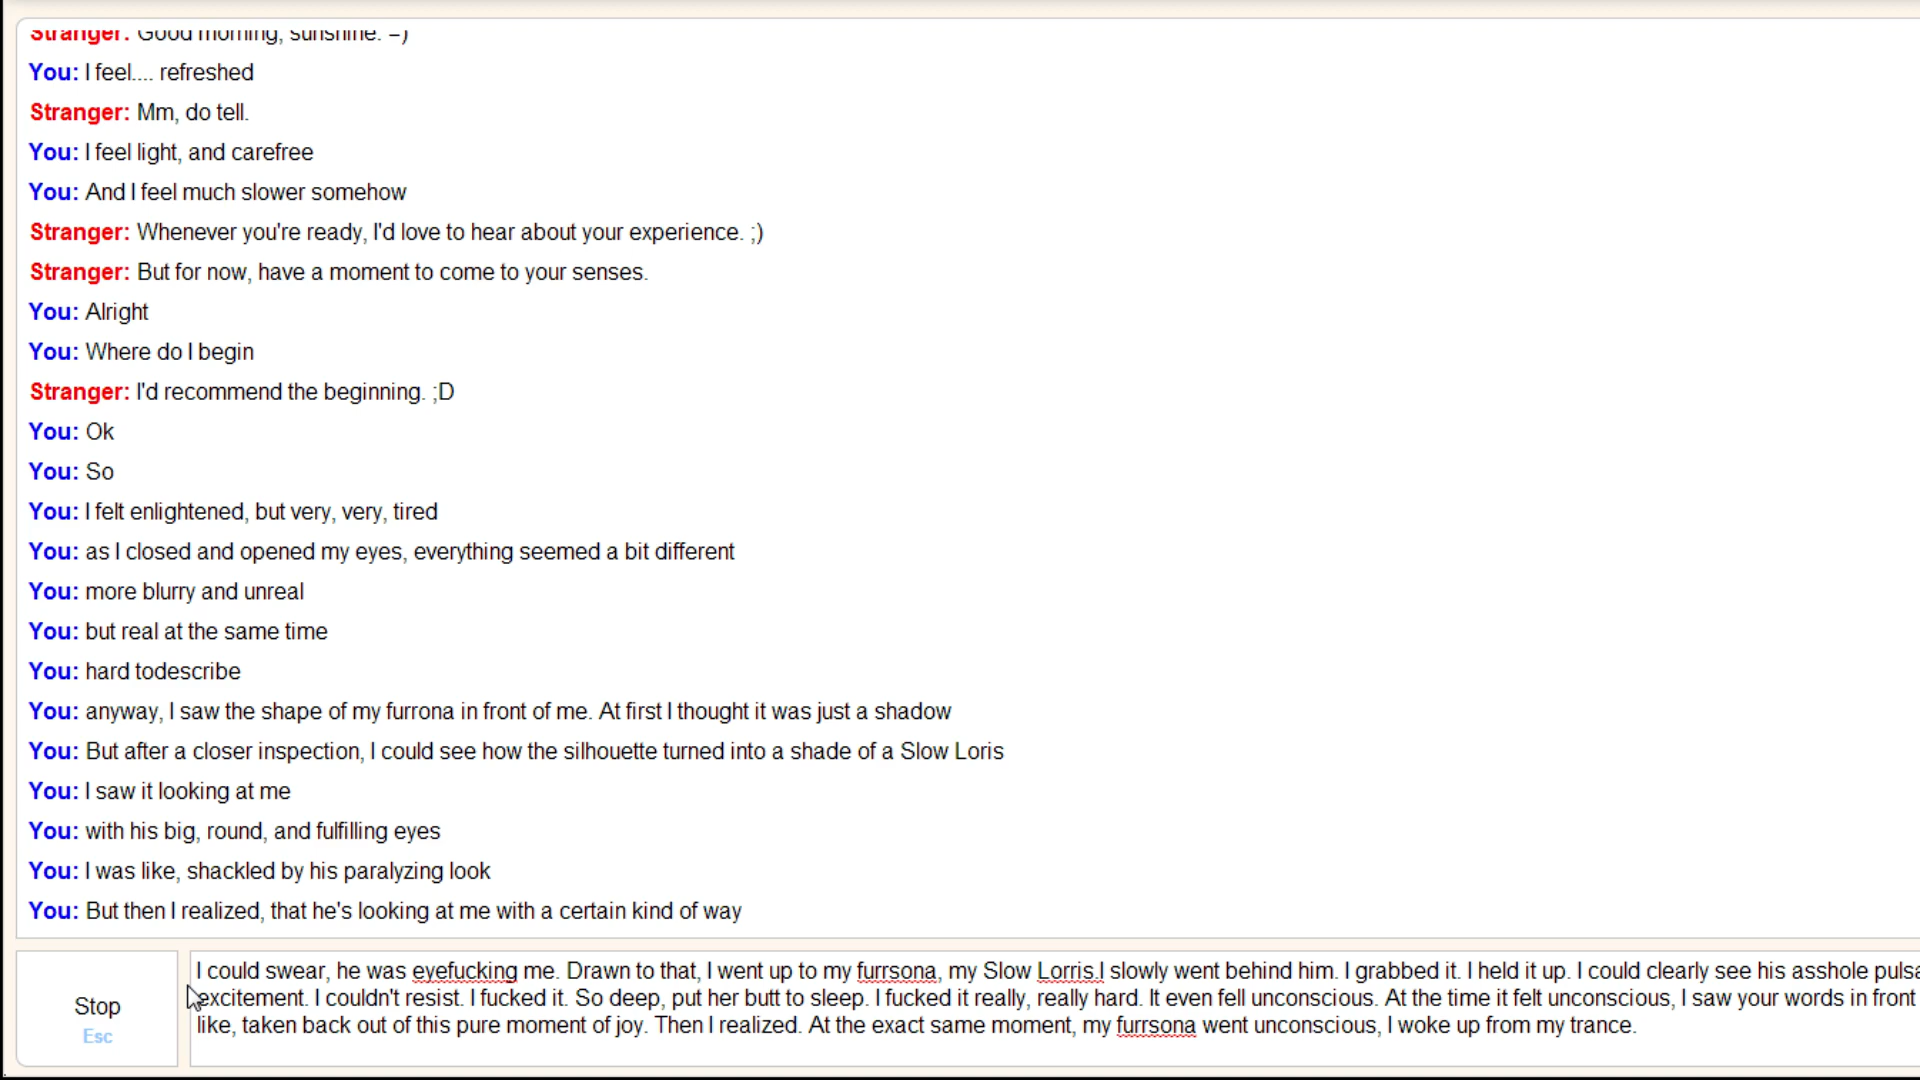 Stranger: Good morning, sunshine. =)
You: I feel.... refreshed
Stranger: Mm, do tell.
You: I feel light, and carefree
You: And I feel much slower somehow
Stranger: Whenever you're ready, I'd love to hear about your experience. ;)
Stranger: But for now, have a moment to come to your senses.
You: Alright
You: Where do I begin
Stranger: I'd recommend the beginning. ;D
You: Ok
You: So
You: I felt enlightened, but very, very, tired
You: as I closed and opened my eyes, everything seemed a bit different
You: more blurry and unreal
You: but real at the same time
You: hard todescribe
You: anyway, I saw the shape of my furrona in front of me. At first I thought it was just a shadow
You: But after a closer inspection, I could see how the silhouette turned into a shade of a Slow Loris
You: I saw it looking at me
You: with his big, round, and fulfilling eyes
You: I was like, shackled by his paralyzing look
You: But then I realized, that he's looking at me with a certain kind of way
Stop
Esc
I could swear, he was eyefucking me. Drawn to that, I went up to my furrsona, my Slow Lorris.I slowly went behind him. I grabbed it. I held it up. I could clearly see his asshole pulsa
excitement. I couldn't resist. I fucked it. So deep, put her butt to sleep. I fucked it really, really hard. It even fell unconscious. At the time it felt unconscious, I saw your words in front
like, taken back out of this pure moment of joy. Then I realized. At the exact same moment, my furrsona went unconscious, I woke up from my trance.